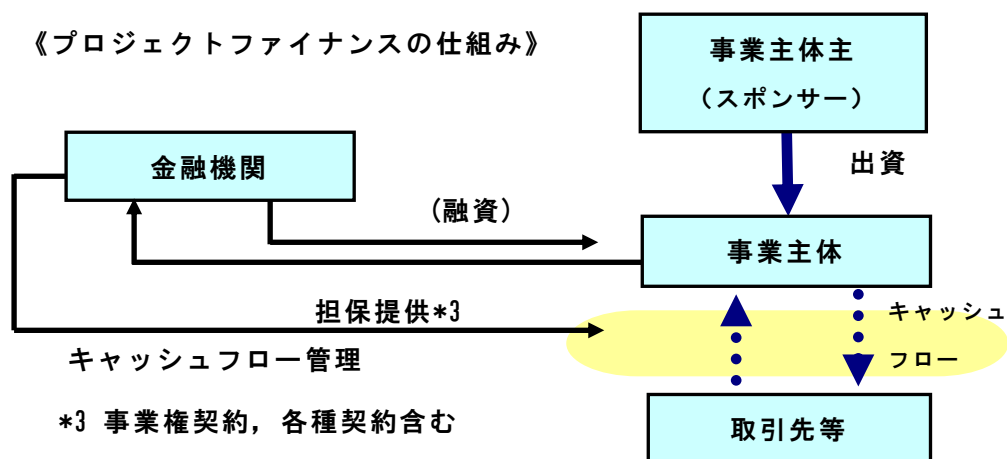 《プロジェクトファイナンスの仕組み》
事業主体主
（スポンサー）
金融機関
出資
(融資)
事業主体
担保提供*3
キャッシュ
キャッシュフロー管理
フロー
*3 事業権契約，各種契約含む
取引先等